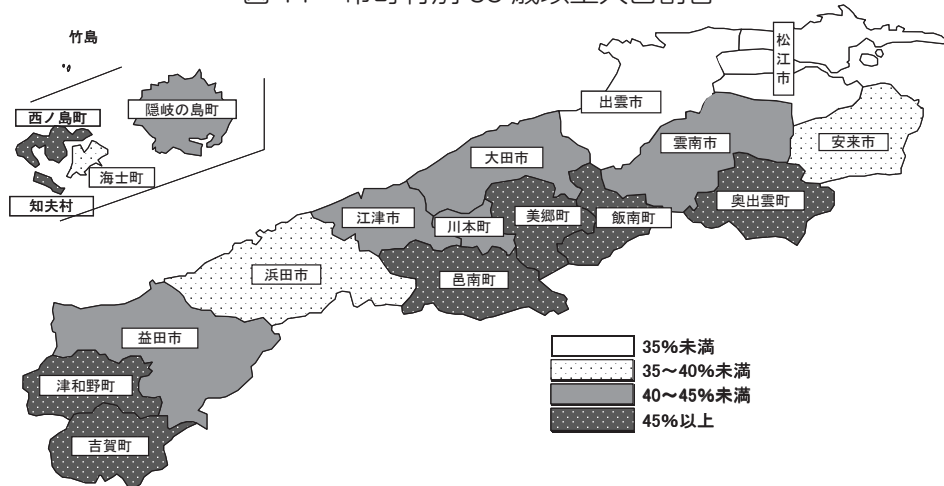 竹島
隠岐の島町
西ノ島町
海士町
知夫村
松江市
出雲市
安来市
雲南市
大田市
奥出雲町
飯南町
美郷町
川本町
江津市
邑南町
浜田市
益田市
津和野町
吉賀町
35%未満
35～40%未満
40～45%未満
45%以上